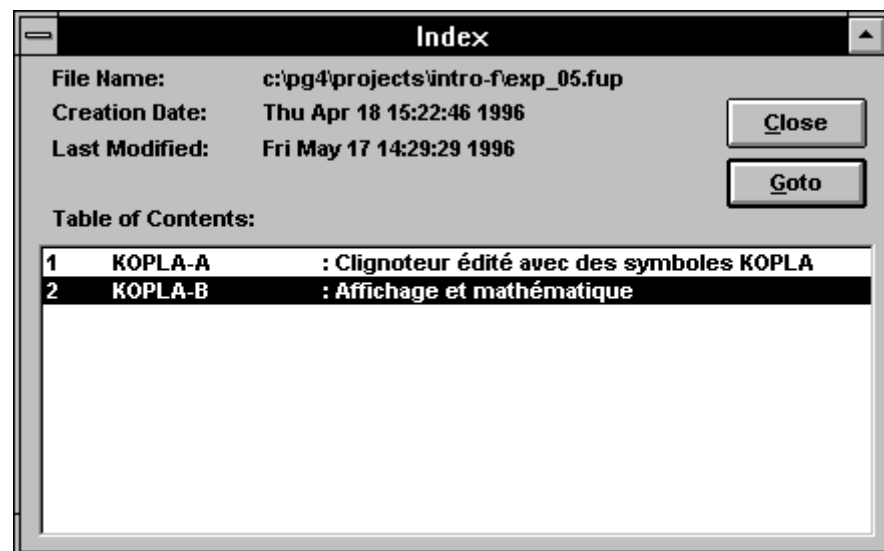 Index
File Name: c:\pg4\projects\intro-f\exp_05.fup
Creation Date: Thu Apr 18 15:22:46 1996
Close
Last Modified: Fri May 17 14:29:29 1996
Goto
Table of Contents:
1 KOPLA-A : Clignoteur édité avec des symboles KOPLA
2 KOPLA-B : Affichage et mathématique